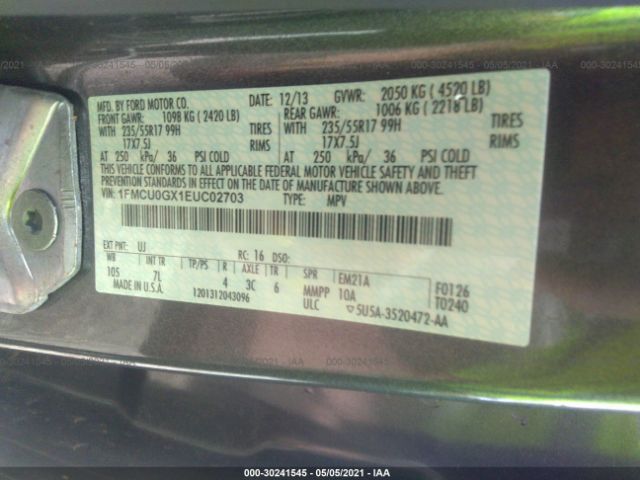 MFD. BY FORD MOTOR CO.
DATE: 12/13 GVWR: 2050 KG ( 4520 LB)
FRONT GAWR: 1098 KG ( 2420 LB)
REAR GAWR: 1006 KG ( 2218 LB)
WITH 235/55R17 99H TIRES
WITH 235/55R17 99H TIRES
17X7.5J RIMS
17X7.5J RIMS
AT 250 kPa/ 36 PSI COLD
AT 250 kPa/ 36 PSI COLD
THIS VEHICLE CONFORMS TO ALL APPLICABLE FEDERAL MOTOR VEHICLE SAFETY AND THEFT
PREVENTION STANDARDS IN EFFECT ON THE DATE OF MANUFACTURE SHOWN ABOVE.
VIN: 1FMCU0GX1EUC02703 TYPE: MPV
EXT PNT: UJ RC: 16 DSO:
WB INT TR TP/PS R AXLE TR SPR EM21A F0126
105 7L 4 3C 6 MMPP 10A T0240
MADE IN U.S.A. 1201312043096 ULC ▽5U5A-3520472-AA
000-30241545 - 05/05/2021 - IAA